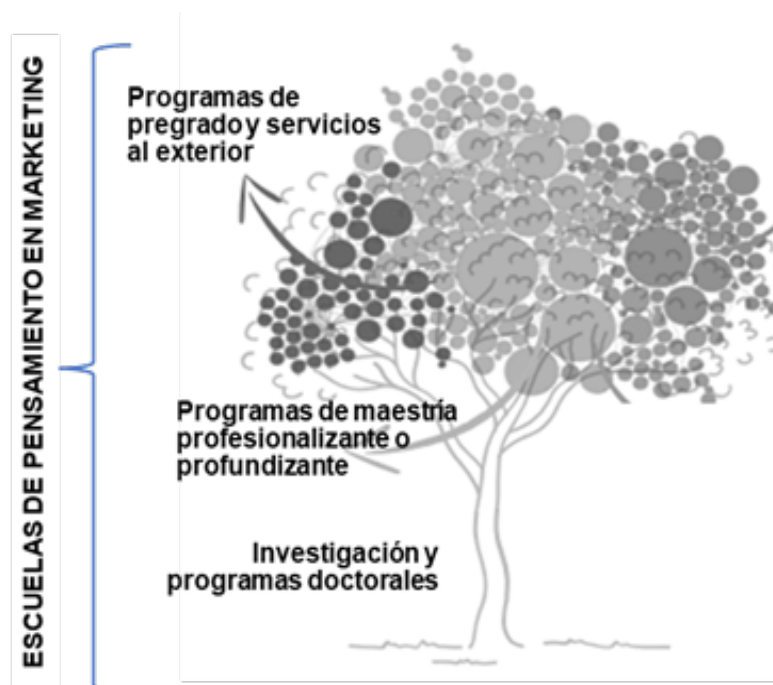 ESCUELAS DE PENSAMIENTO EN MARKETING
Programas de
pregrado y servicios
al exterior
Programas de maestría
profesionalizante o
profundizante
Investigación y
programas doctorales